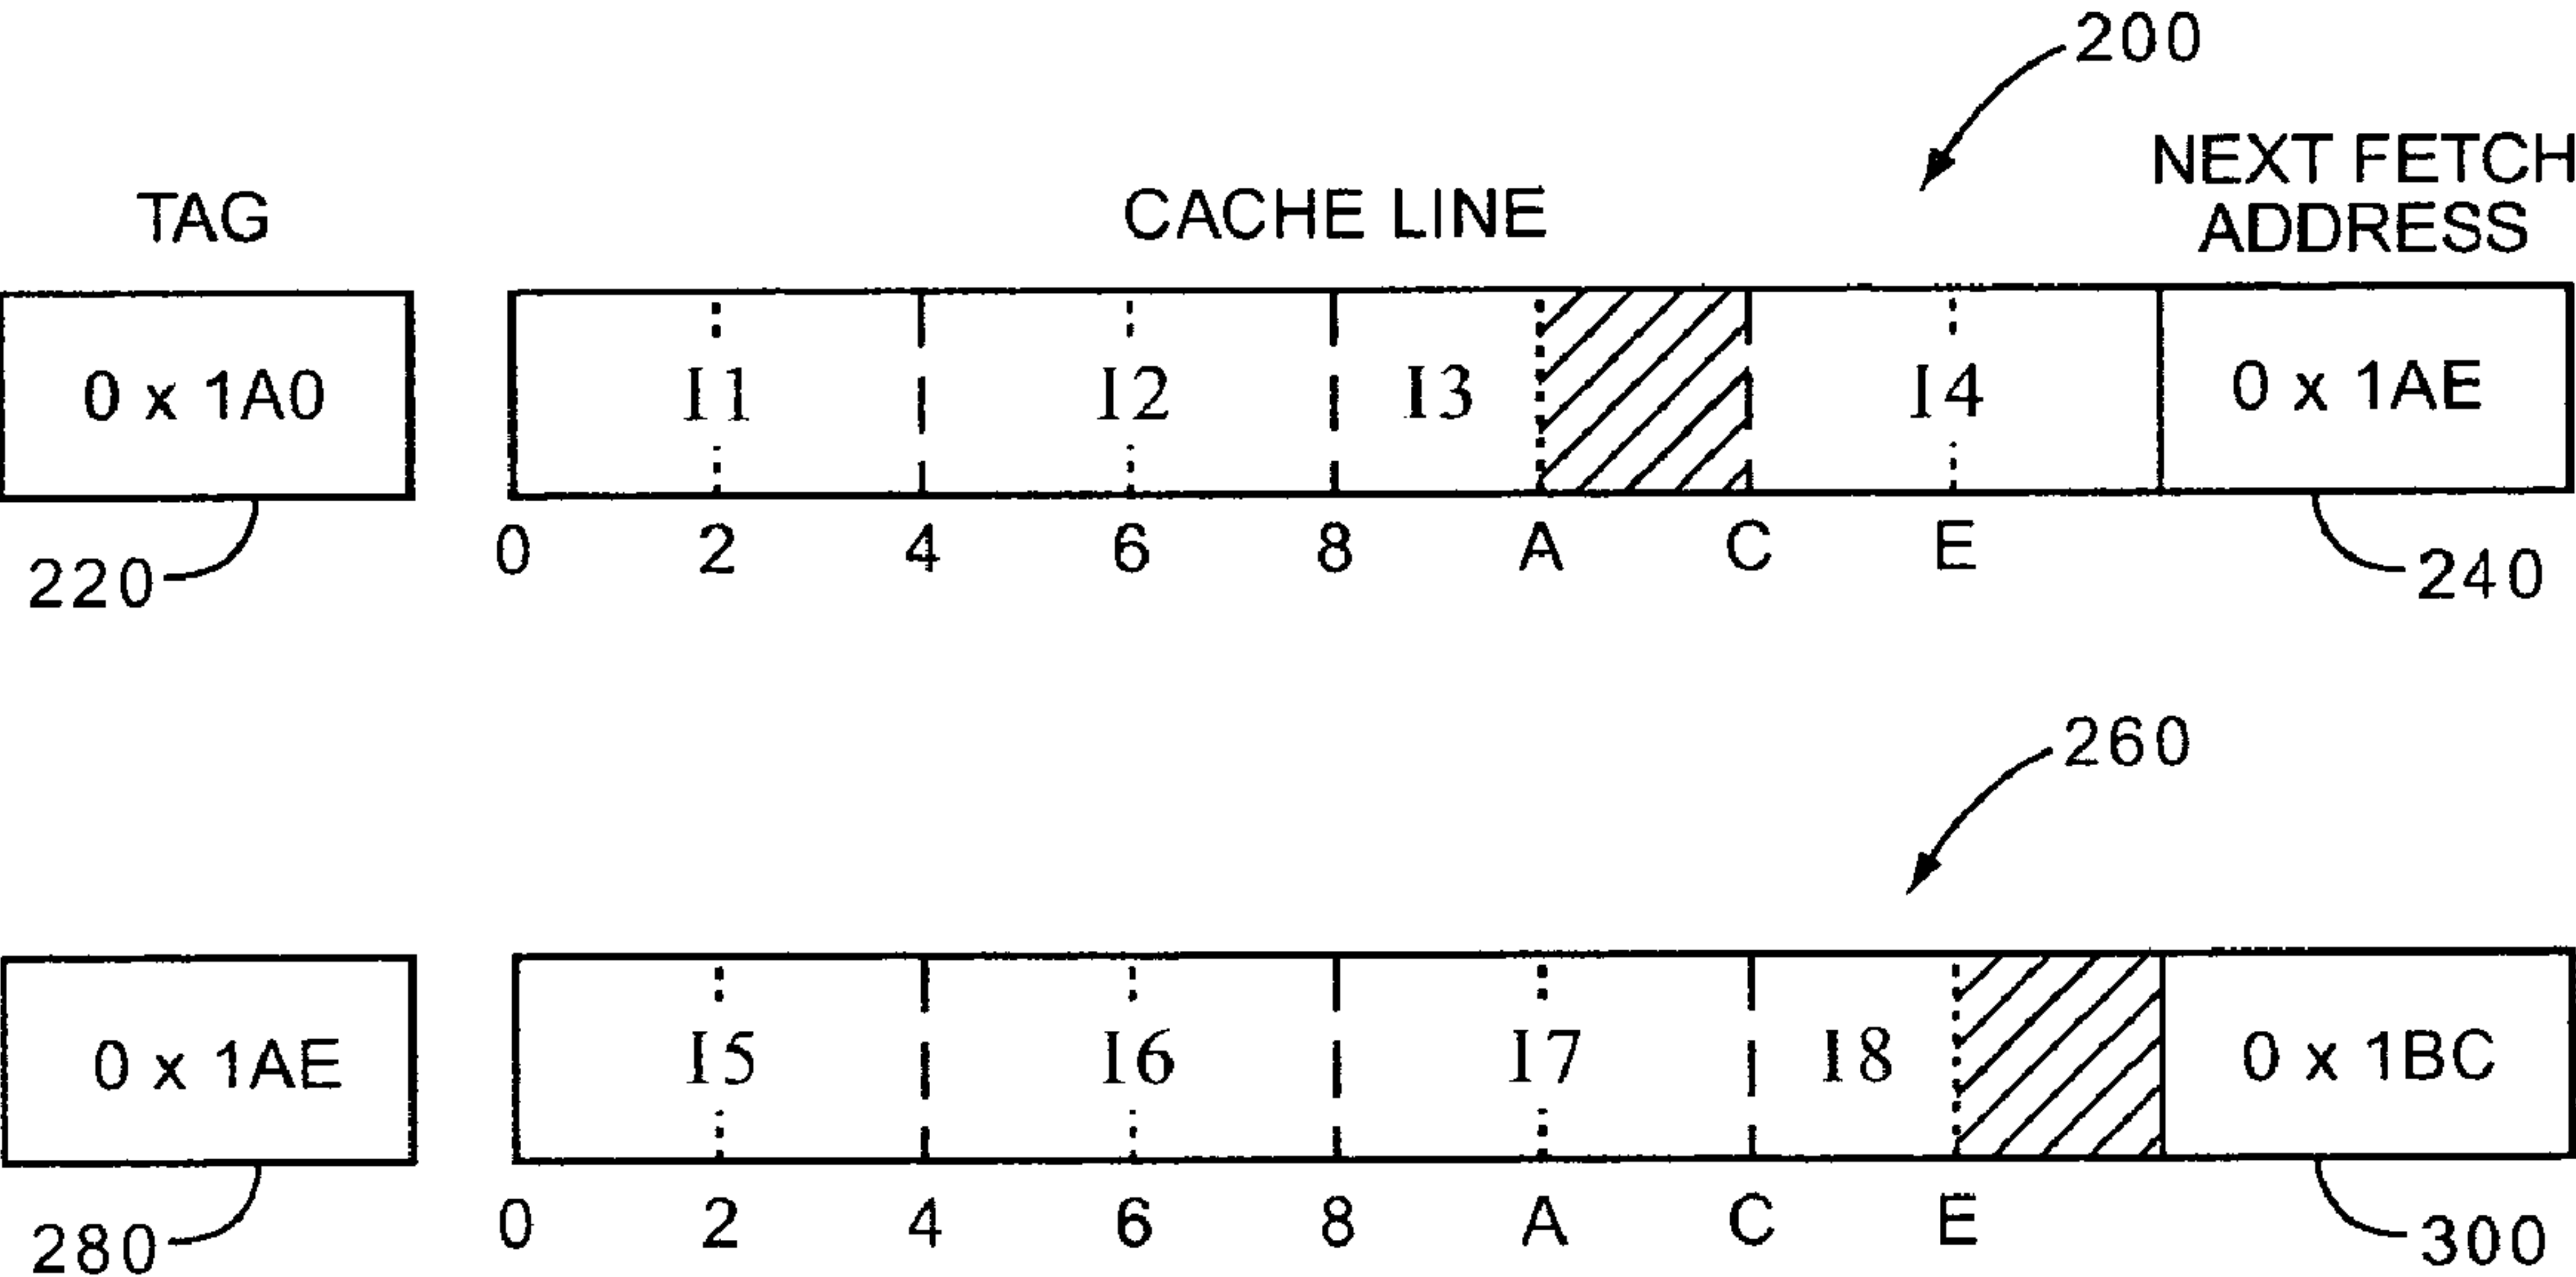 200
TAG
CACHE LINE
NEXT FETCH
ADDRESS
0 x 1A0
I1
I2
I3
I4
0 x 1AE
0 2 4 6 8 A C E
220
240
260
0 x 1AE
I5
I6
I7
I8
0 x 1BC
0 2 4 6 8 A C E
280
300